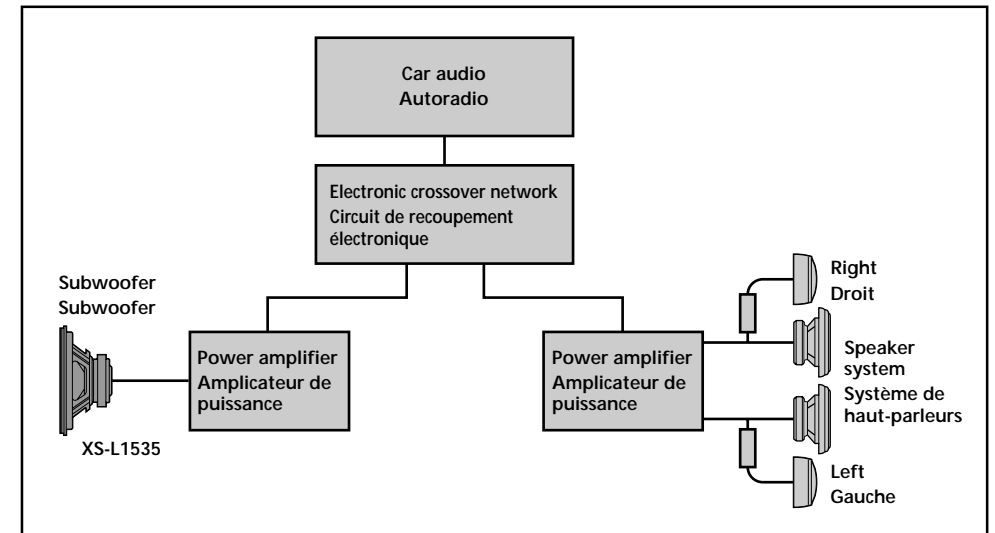 Car audio
Autoradio
Electronic crossover network
Circuit de recoupement
électronique
Subwoofer
Subwoofer
XS-L1535
Power amplifier
Amplicateur de
puissance
Power amplifier
Amplicateur de
puissance
Right
Droit
Speaker
system
Système de
haut-parleurs
Left
Gauche